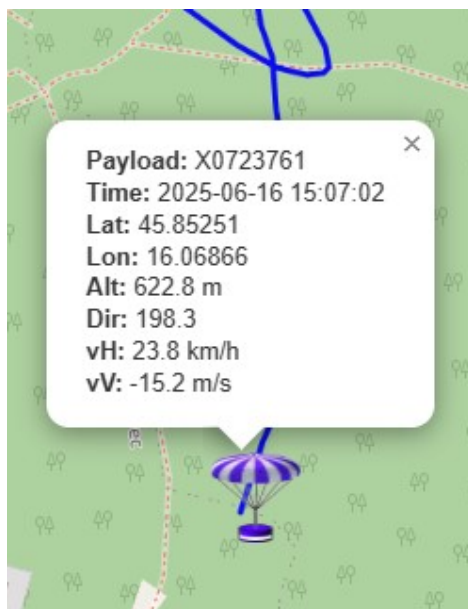 Payload: X0723761
Time: 2025-06-16 15:07:02
Lat: 45.85251
Lon: 16.06866
Alt: 622.8 m
Dir: 198.3
vH: 23.8 km/h
vV: -15.2 m/s